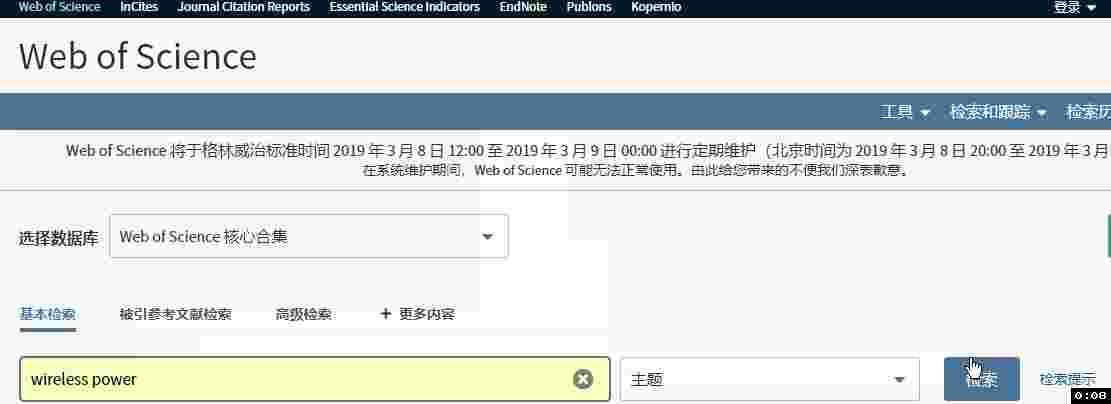 Web of Science InCites Journal Citation Reports Essential Science Indicators EndNote Publons Kopernio 登录
Web of Science
工具 检索和跟踪 检索历
Web of Science 将于格林威治标准时间 2019 年 3 月 8 日 12:00 至 2019 年 3 月 9 日 00:00 进行定期维护（北京时间为 2019 年 3 月 8 日 20:00 至 2019 年 3 月
在系统维护期间，Web of Science 可能无法正常使用。由此给您带来的不便我们深表歉意。
选择数据库 Web of Science 核心合集
基本检索 被引参考文献检索 高级检索 + 更多内容
wireless power 主题 检索 检索提示
0:08